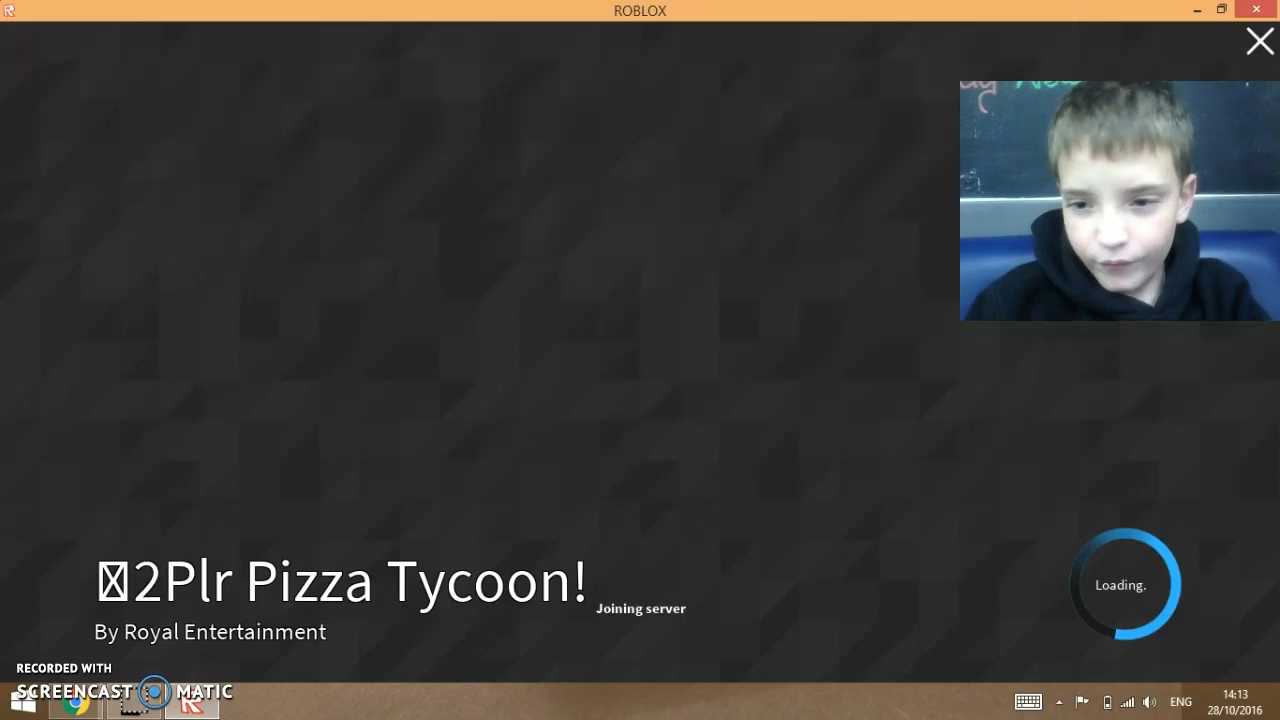 ROBLOX
2Plr Pizza Tycoon!
Joining server
By Royal Entertainment
Loading.
RECORDED WITH
SCREENCAST MATIC
ENG
14:13
28/10/2016